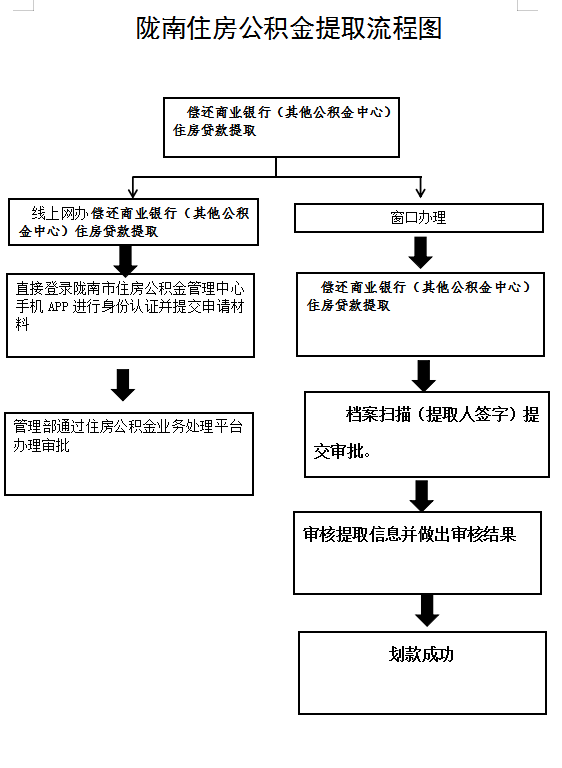 陇南住房公积金提取流程图
偿还商业银行（其他公积金中心）
住房贷款提取
线上网办偿还商业银行（其他公积
金中心）住房贷款提取
直接登录陇南市住房公积金管理中心
手机 APP 进行身份认证并提交申请材
料
管理部通过住房公积金业务处理平台
办理审批
窗口办理
偿还商业银行（其他公积金中心）
住房贷款提取
档案扫描（提取人签字）提
交审批。
审核提取信息并做出审核结果
划款成功